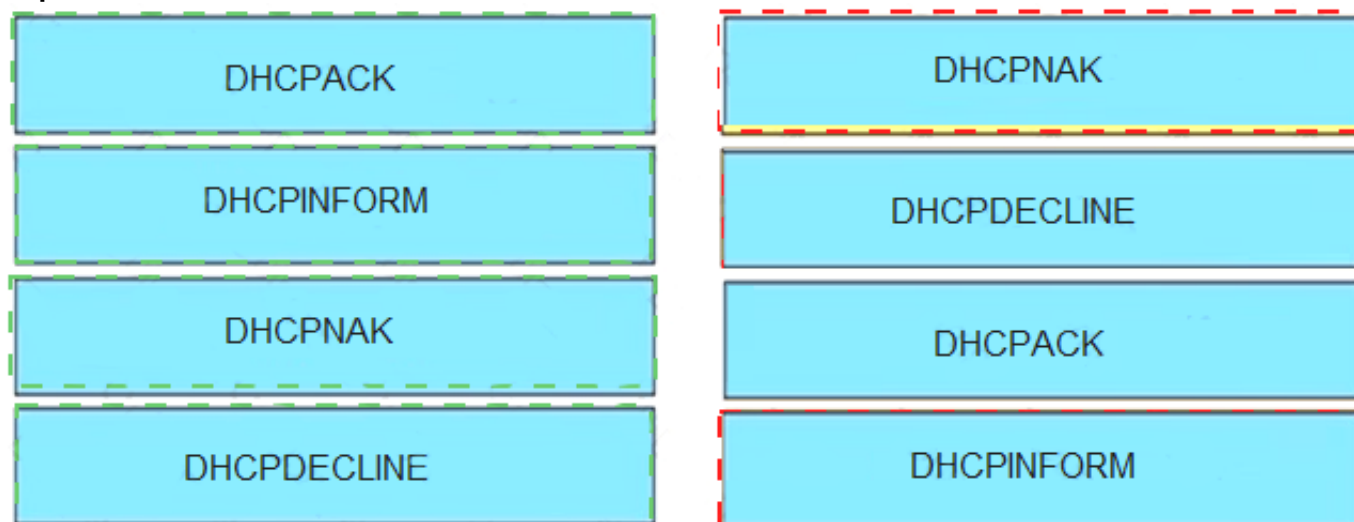 DHCPACK
DHCPINFORM
DHCPNAK
DHCPDECLINE
DHCPNAK
DHCPDECLINE
DHCPACK
DHCPINFORM